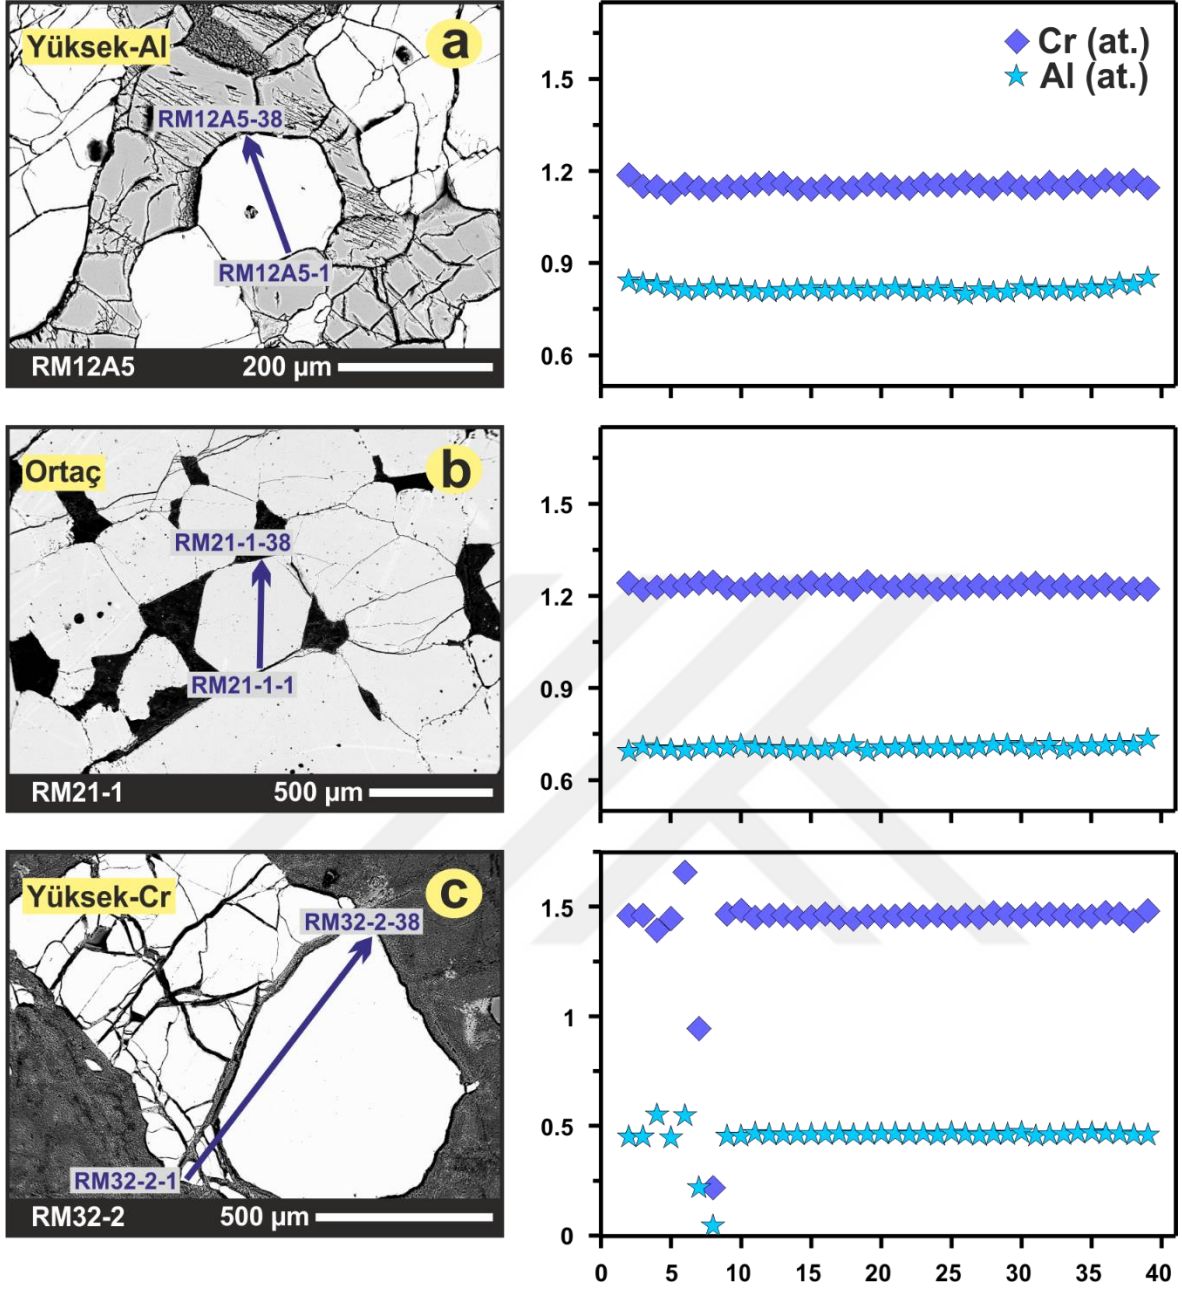 Yüksek-Al
a
RM12A5-38
RM12A5-1
RM12A5
200 µm
Cr (at.)
Al (at.)
1.5
1.2
0.9
0.6
Ortaç
b
RM21-1-38
RM21-1-1
RM21-1
500 µm
1.5
1.2
0.9
0.6
Yüksek-Cr
c
RM32-2-38
RM32-2-1
RM32-2
500 µm
1.5
1
0.5
0
0 5 10 15 20 25 30 35 40